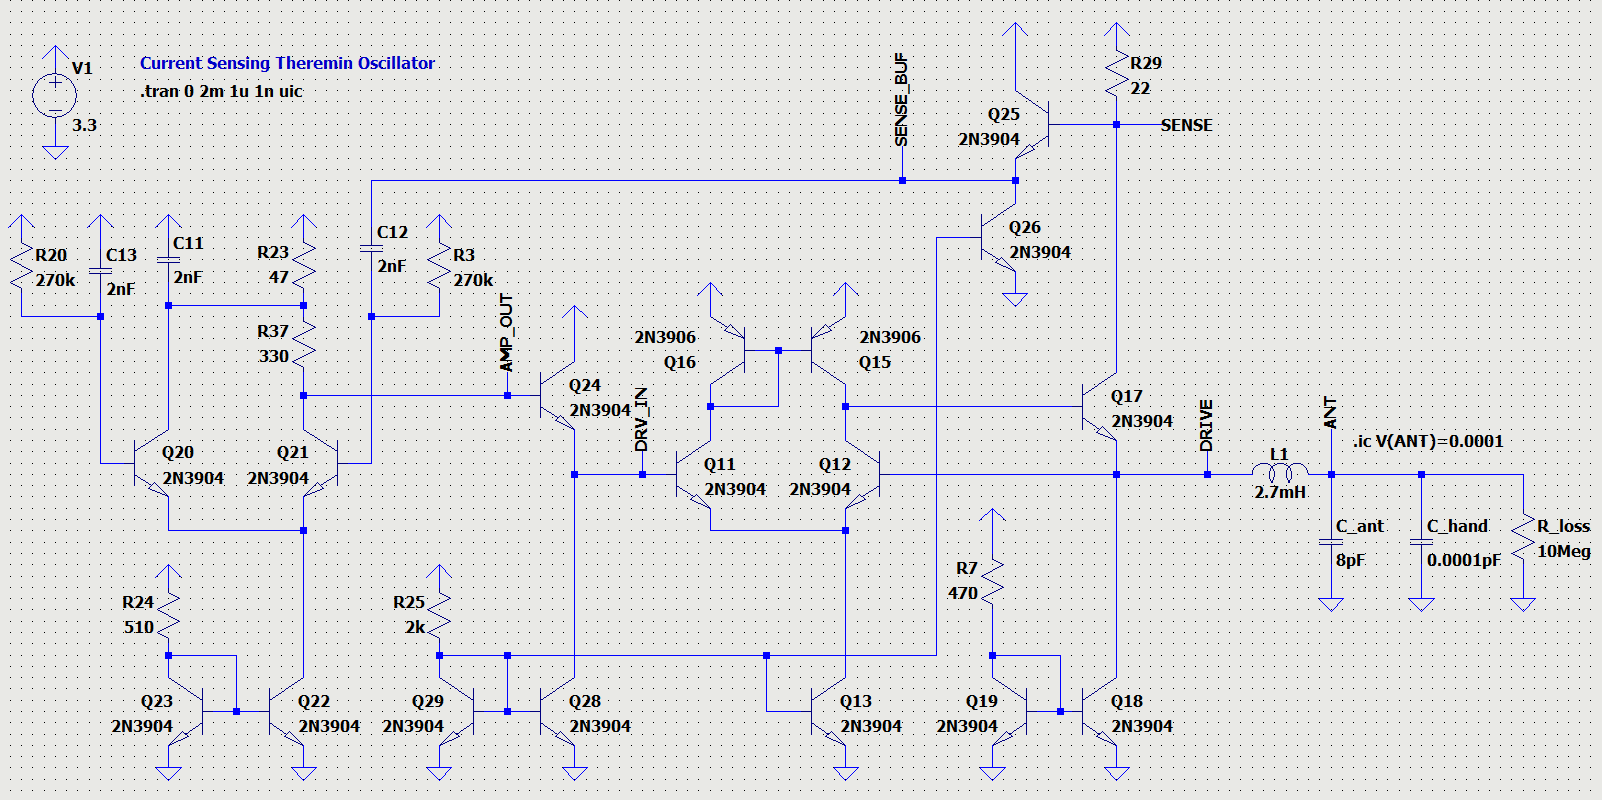 Current Sensing Theremin Oscillator
.tran 0 2m 1u 1n uic
V1
3.3
SENSE_BUF
R29
22
Q25
2N3904
SENSE
R20
270k
C13
2nF
C11
2nF
R23
47
C12
2nF
R3
270k
Q26
2N3904
R37
330
AMP_OUT
2N3906
Q16
2N3906
Q15
Q24
2N3904
DRV_IN
Q17
2N3904
DRIVE
ANT
.ic V(ANT)=0.0001
Q20
2N3904
Q21
2N3904
Q11
2N3904
Q12
2N3904
L1
2.7mH
C_ant
8pF
C_hand
0.0001pF
R_loss
10Meg
R24
510
R25
2k
R7
470
Q23
2N3904
Q22
2N3904
Q29
2N3904
Q28
2N3904
Q13
2N3904
Q19
2N3904
Q18
2N3904